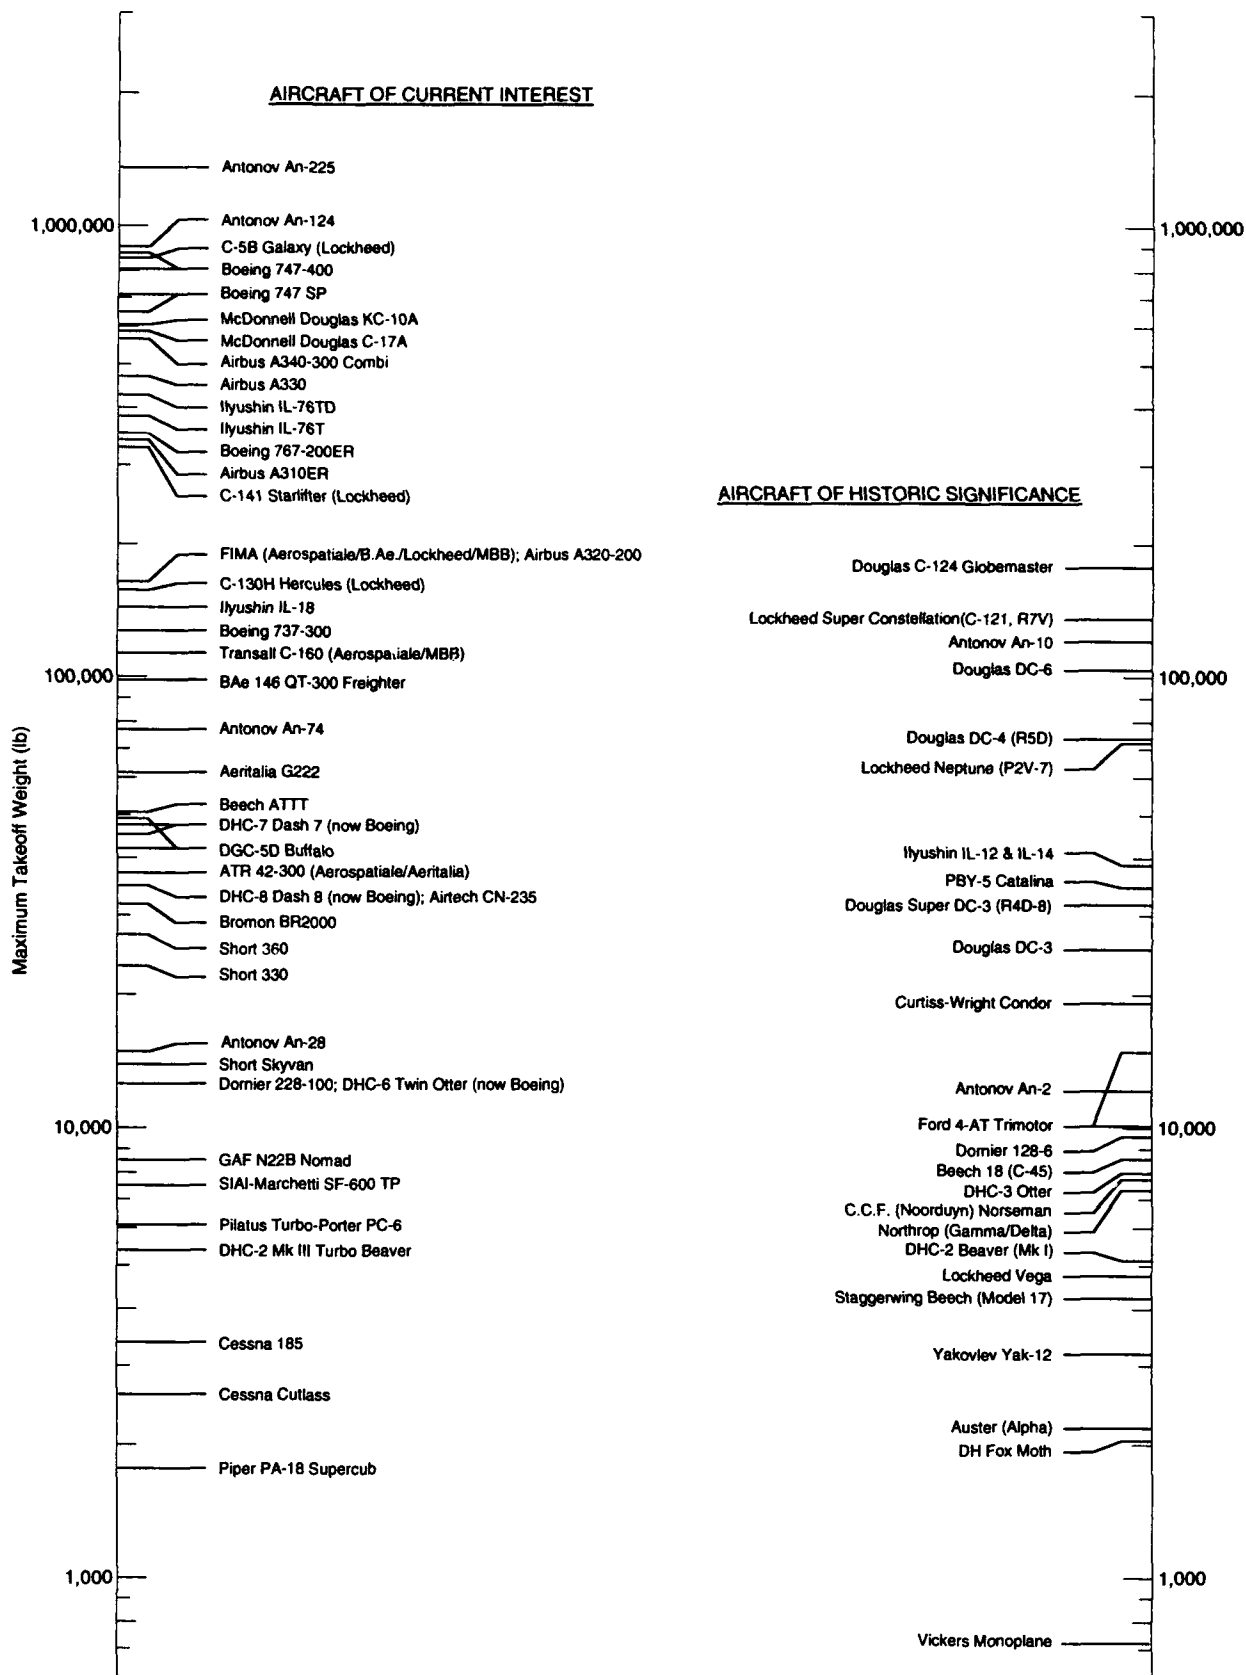 AIRCRAFT OF CURRENT INTEREST
Antonov An-225
1,000,000
Antonov An-124
C-5B Galaxy (Lockheed)
Boeing 747-400
Boeing 747 SP
McDonnell Douglas KC-10A
McDonnell Douglas C-17A
Airbus A340-300 Combi
Airbus A330
Ilyushin IL-76TD
Ilyushin IL-76T
Boeing 767-200ER
Airbus A310ER
C-141 Starlifter (Lockheed)
FIMA (Aerospatiale/B.Ae./Lockheed/MBB); Airbus A320-200
C-130H Hercules (Lockheed)
Ilyushin IL-18
Boeing 737-300
Transall C-160 (Aerospatiale/MBB)
100,000
BAe 146 QT-300 Freighter
Antonov An-74
Aeritalia G222
Beech ATTT
DHC-7 Dash 7 (now Boeing)
DGC-5D Buffalo
ATR 42-300 (Aerospatiale/Aeritalia)
DHC-8 Dash 8 (now Boeing); Airtech CN-235
Bromon BR2000
Short 360
Short 330
Antonov An-28
Short Skyvan
Dornier 228-100; DHC-6 Twin Otter (now Boeing)
10,000
GAF N22B Nomad
SIAI-Marchetti SF-600 TP
Pilatus Turbo-Porter PC-6
DHC-2 Mk III Turbo Beaver
Cessna 185
Cessna Cutlass
Piper PA-18 Supercub
1,000
Maximum Takeoff Weight (lb)
1,000,000
AIRCRAFT OF HISTORIC SIGNIFICANCE
Douglas C-124 Globemaster
Lockheed Super Constellation(C-121, R7V)
Antonov An-10
Douglas DC-6
100,000
Douglas DC-4 (R5D)
Lockheed Neptune (P2V-7)
Ilyushin IL-12 & IL-14
PBY-5 Catalina
Douglas Super DC-3 (R4D-8)
Douglas DC-3
Curtiss-Wright Condor
Antonov An-2
Ford 4-AT Trimotor
10,000
Dornier 128-6
Beech 18 (C-45)
DHC-3 Otter
C.C.F. (Noorduyn) Norseman
Northrop (Gamma/Delta)
DHC-2 Beaver (Mk I)
Lockheed Vega
Staggerwing Beech (Model 17)
Yakovlev Yak-12
Auster (Alpha)
DH Fox Moth
1,000
Vickers Monoplane